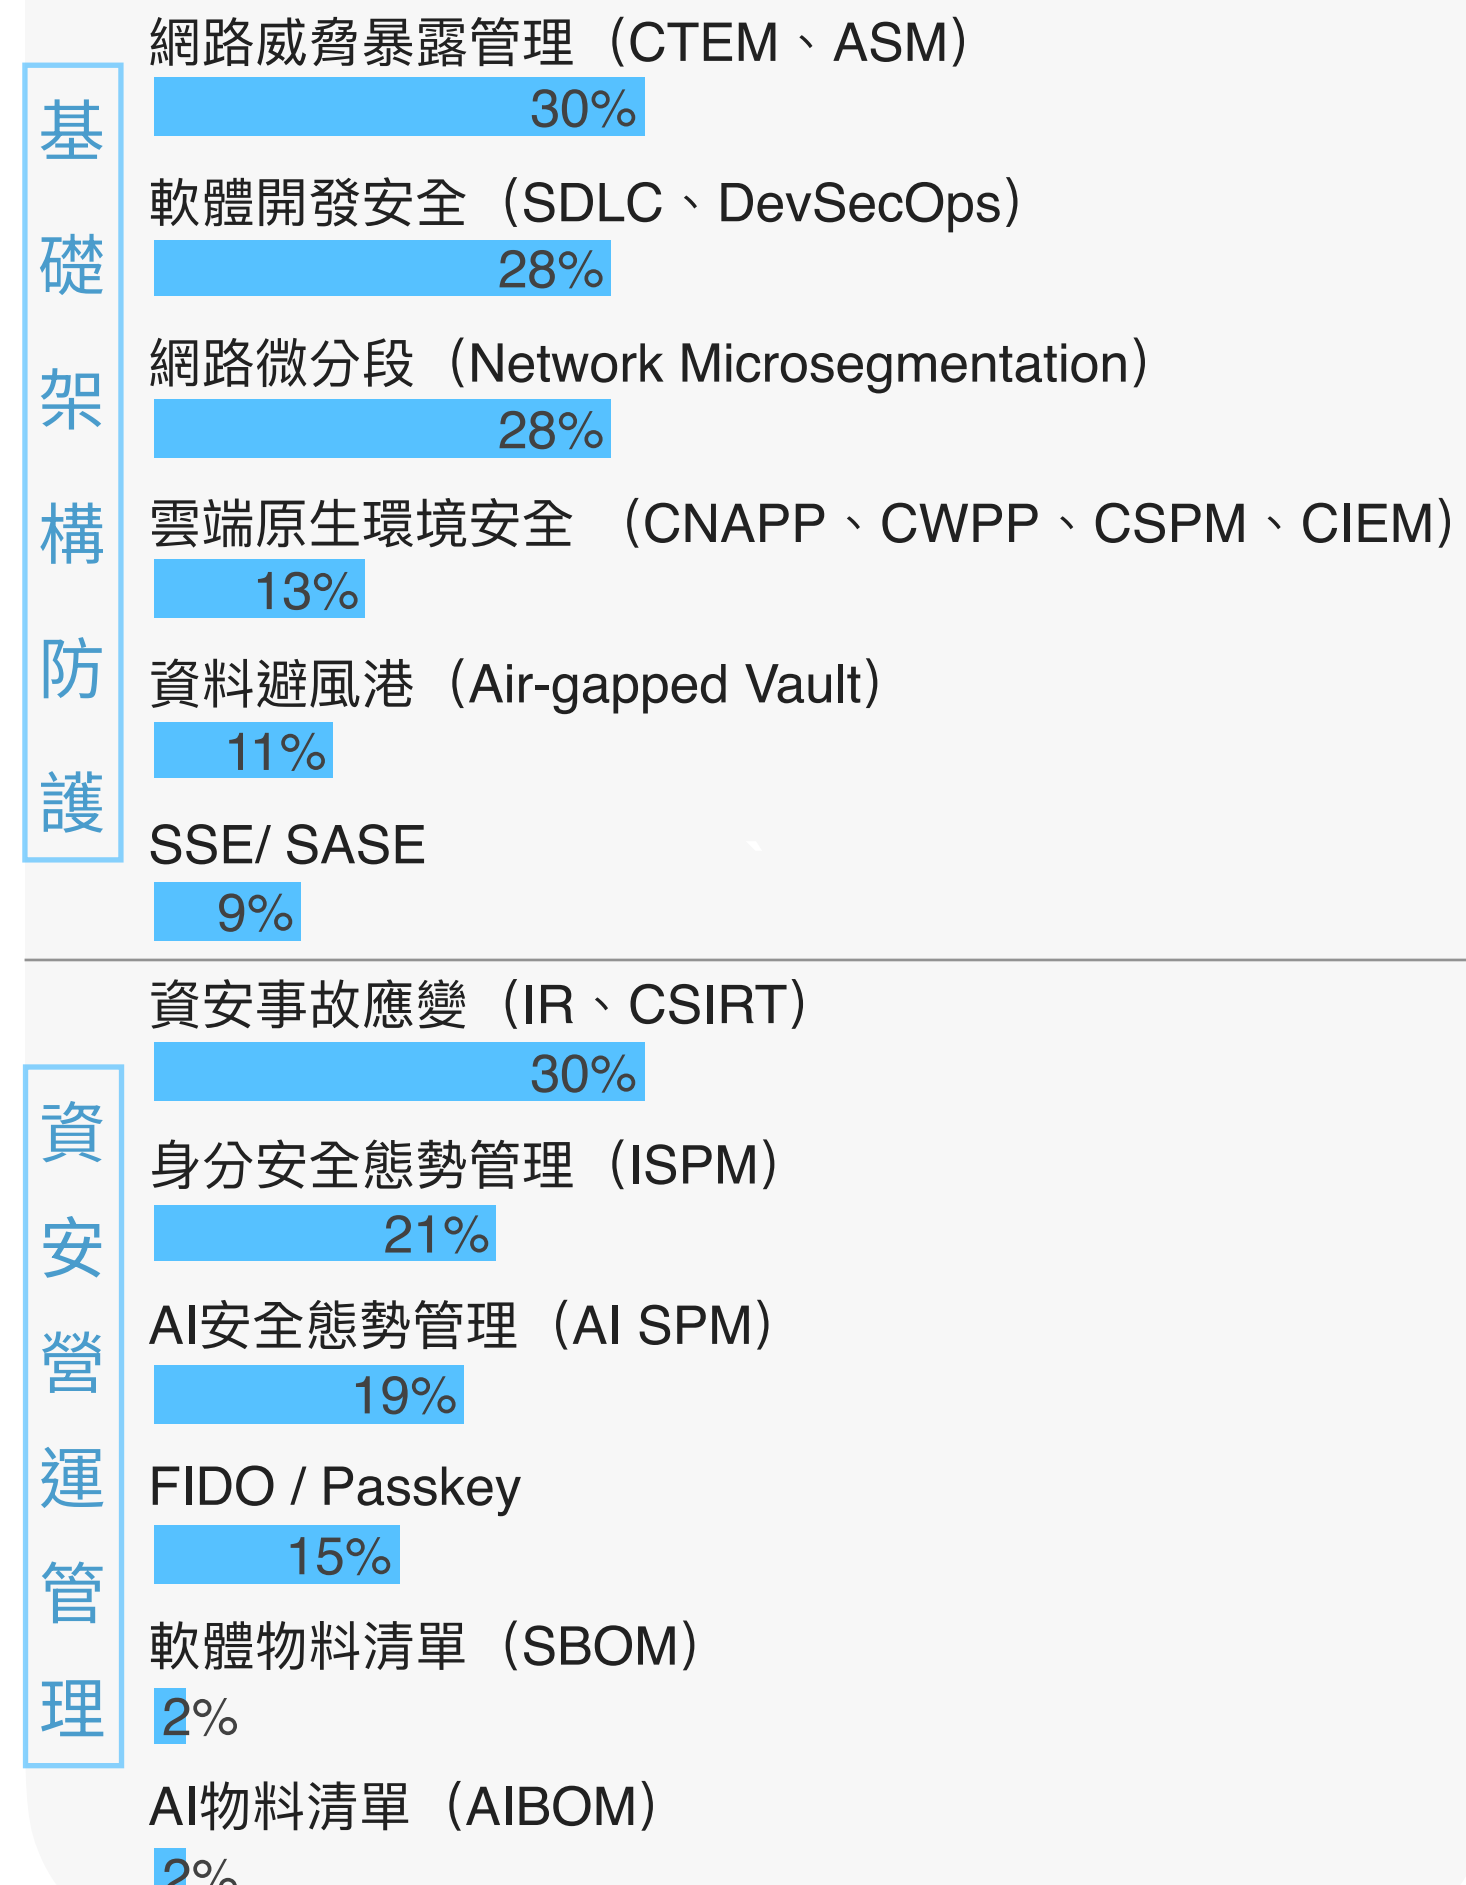 基礎架構防護
網路威脅暴露管理（CTEM、ASM）
30%
軟體開發安全（SDLC、DevSecOps）
28%
網路微分段（Network Microsegmentation）
28%
雲端原生環境安全 （CNAPP、CWPP、CSPM、CIEM）
13%
資料避風港（Air-gapped Vault）
11%
SSE/ SASE
9%
資安營運管理
資安事故應變（IR、CSIRT）
30%
身分安全態勢管理（ISPM）
21%
AI安全態勢管理（AI SPM）
19%
FIDO / Passkey
15%
軟體物料清單（SBOM）
2%
AI物料清單（AIBOM）
2%